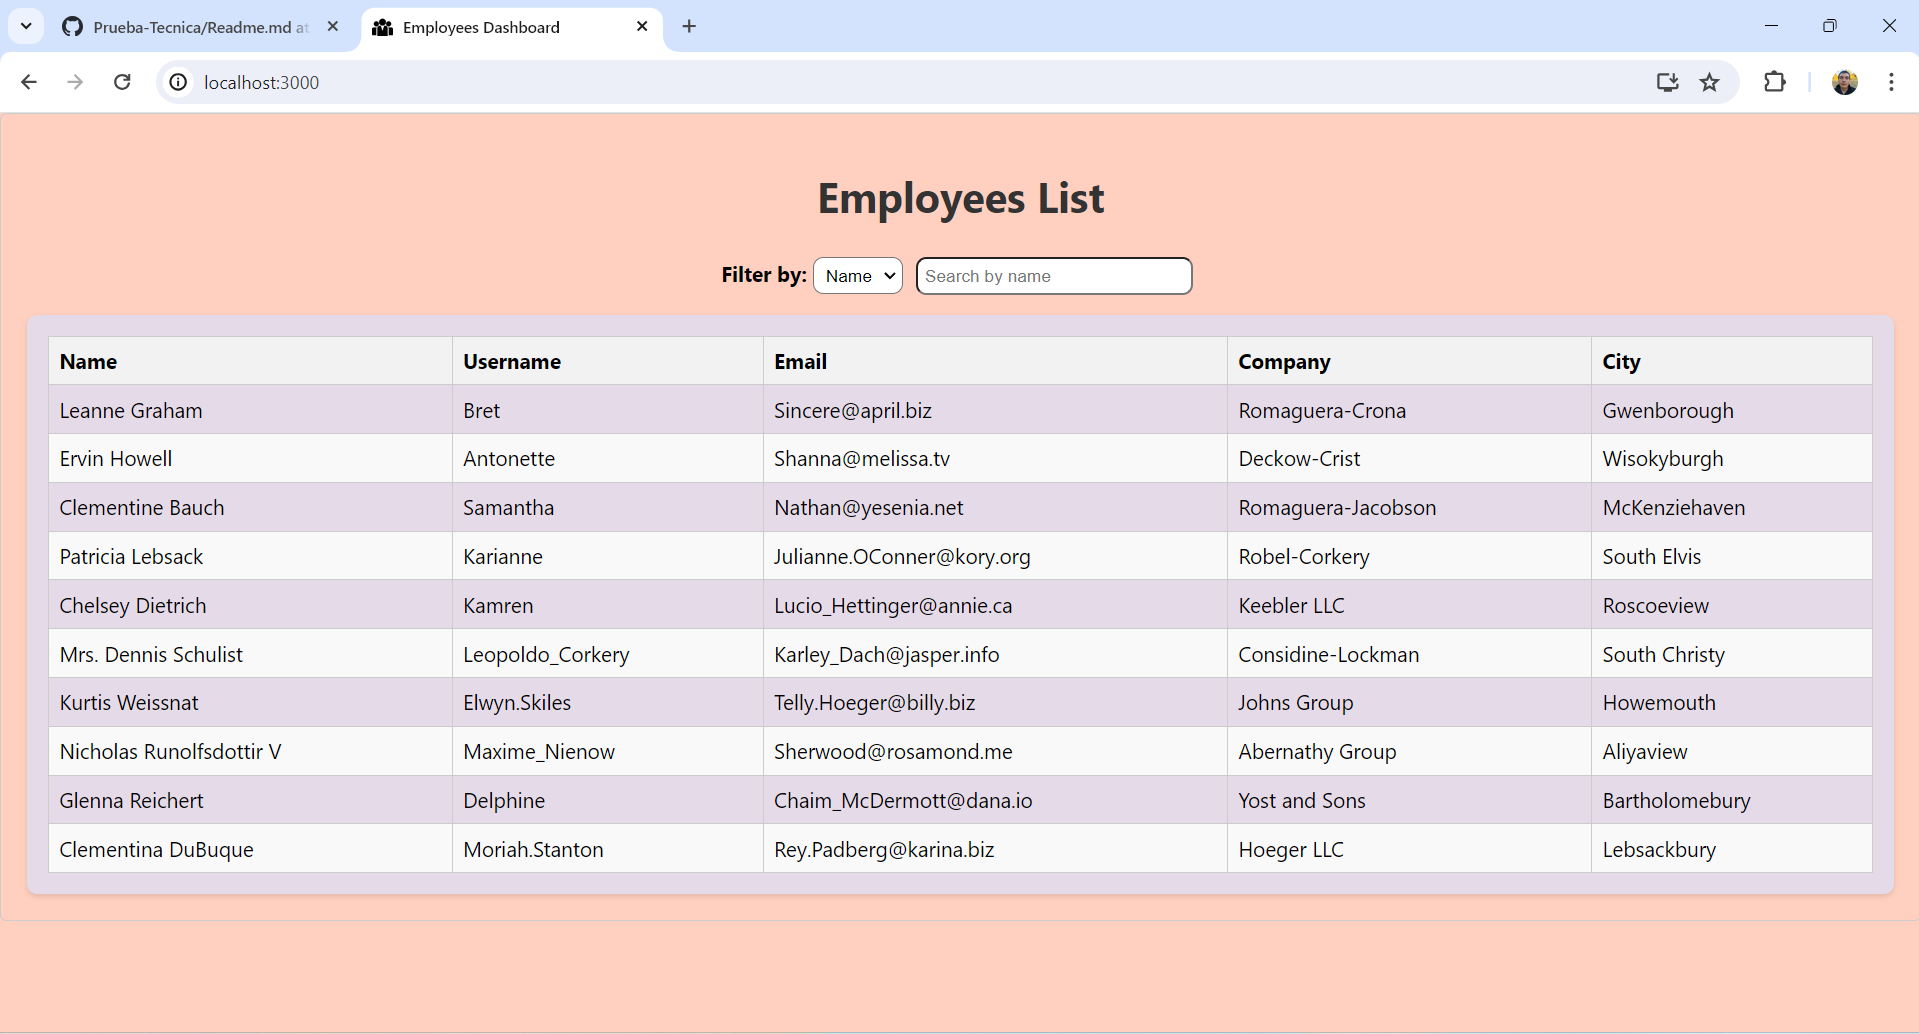 Prueba-Tecnica/Readme.md at
Employees Dashboard
localhost:3000
Employees List
Filter by: Name Search by name
Name Username Email Company City
Leanne Graham Bret Sincere@april.biz Romaguera-Crona Gwenborough
Ervin Howell Antonette Shanna@melissa.tv Deckow-Crist Wisokyburgh
Clementine Bauch Samantha Nathan@yesenia.net Romaguera-Jacobson McKenziehaven
Patricia Lebsack Karianne Julianne.OConner@kory.org Robel-Corkery South Elvis
Chelsey Dietrich Kamren Lucio_Hettinger@annie.ca Keebler LLC Roscoeview
Mrs. Dennis Schulist Leopoldo_Corkery Karley_Dach@jasper.info Considine-Lockman South Christy
Kurtis Weissnat Elwyn.Skiles Telly.Hoeger@billy.biz Johns Group Howemouth
Nicholas Runolfsdottir V Maxime_Nienow Sherwood@rosamond.me Abernathy Group Aliyaview
Glenna Reichert Delphine Chaim_McDermott@dana.io Yost and Sons Bartholomebury
Clementina DuBuque Moriah.Stanton Rey.Padberg@karina.biz Hoeger LLC Lebsackbury